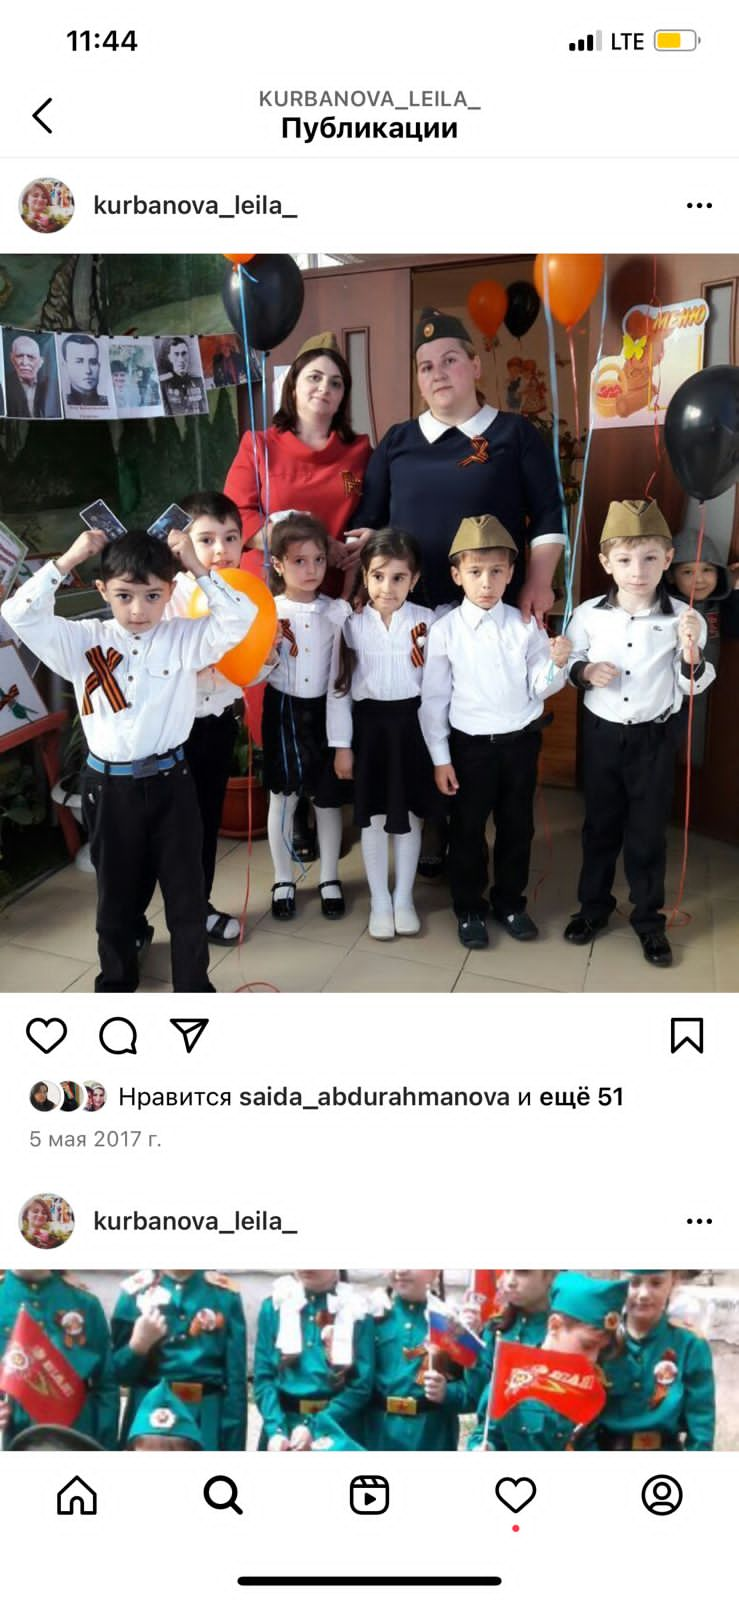 11:44
LTE
KURBANOVA_LEILA_
Публикации
kurbanova_leila_
МЕНЮ
Нравится saida_abdurahmanova и ещё 51
5 мая 2017 г.
kurbanova_leila_